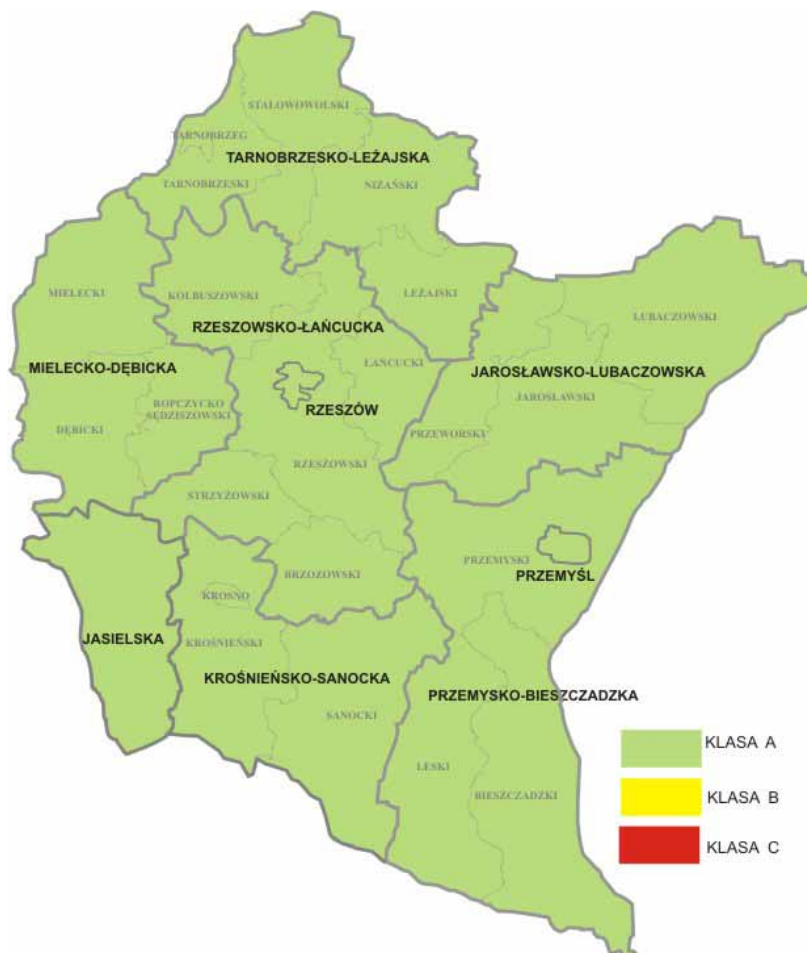 STALOWOWOLSKI
TARNOBRZEG
TARNOBRZESKO-LEŻAJSKA
TARNOBRZESKI
NIŻAŃSKI
MIELECKI
KOLBUSZOWSKI
LEŻAJSKI
LUBACZOWSKI
RZESZOWSKO-ŁAŃCUCKA
ŁAŃCUCKI
MIELECKO-DĘBICKA
JAROSŁAWSKO-LUBACZOWSKA
JAROSŁAWSKI
ROPCZYCKO
SĘDZISZOWSKI
RZESZÓW
DĘBICKI
PRZEWORSKI
RZESZOWSKI
STRZYŻOWSKI
PRZEMYSKI
BRZOZOWSKI
PRZEMYŚL
KROSNO
JASIELSKA
KROŚNIEŃSKI
KROŚNIEŃSKO-SANOCKA
PRZEMYSKO-BIESZCZADZKA
SANOCKI
LESKI
BIESZCZADZKI
KLASA A
KLASA B
KLASA C